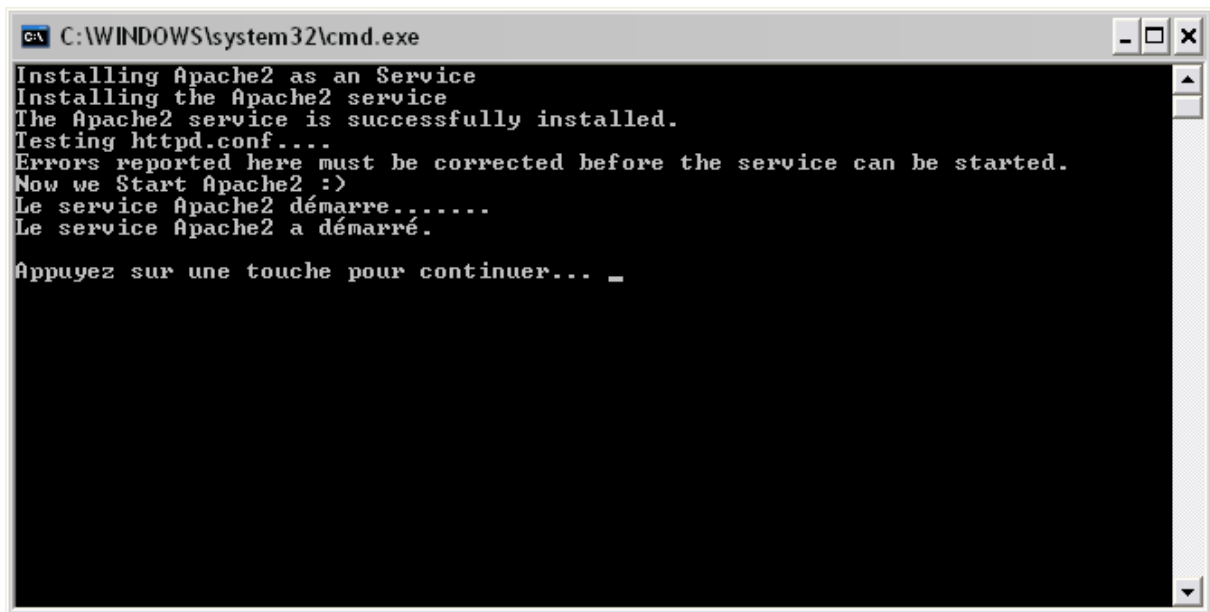 C:\WINDOWS\system32\cmd.exe
Installing Apache2 as an Service
Installing the Apache2 service
The Apache2 service is successfully installed.
Testing httpd.conf....
Errors reported here must be corrected before the service can be started.
Now we Start Apache2 :)
Le service Apache2 démarre.......
Le service Apache2 a démarré.
Appuyez sur une touche pour continuer... _